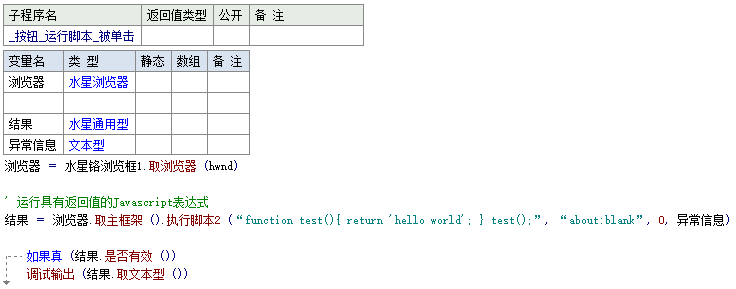 子程序名 返回值类型 公开 备 注
_按钮_运行脚本_被单击
变量名 类 型 静态 数组 备 注
浏览器 水星浏览器
结果 水星通用型
异常信息 文本型
浏览器 = 水星铬浏览框1.取浏览器 (hwnd)
' 运行具有返回值的Javascript表达式
结果 = 浏览器.取主框架 ().执行脚本2 (“function test(){ return 'hello world'; } test();”, “about:blank”, 0, 异常信息)
如果真 (结果.是否有效 ())
调试输出 (结果.取文本型 ())